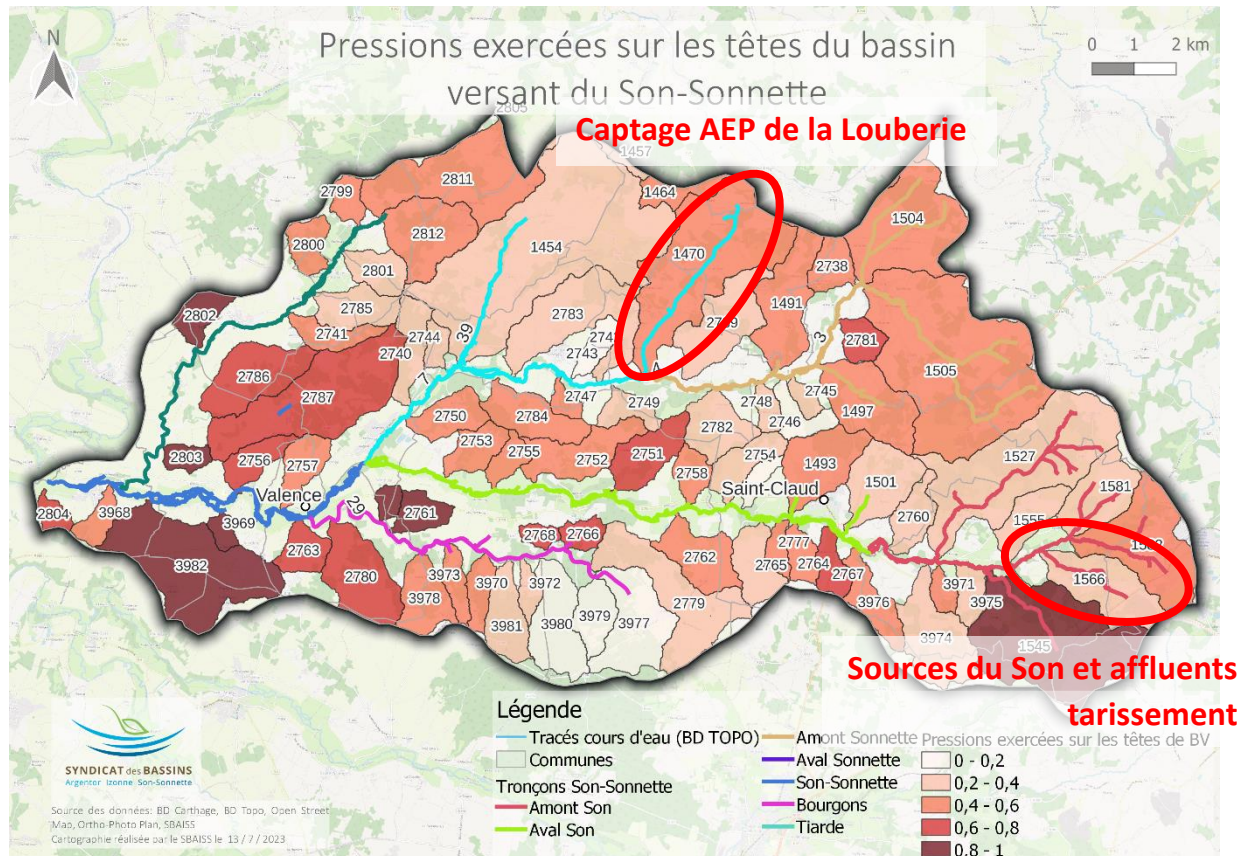 N
Pressions exercées sur les têtes du bassin
versant du Son-Sonnette
0 1 2 km
2805
Captage AEP de la Louberie
1457
2799
2811
1464
1504
2800
2812
1454
1470
2801
2738
2802
2785
2783
1491
2741
2744
39
2743
3
2781
2740
2786
7
1505
2787
2747
2749
2748
2745
2750
2784
2782
2746
1497
2753
2755
2752
2751
2754
2803
2756
2757
2758
1493
1527
Valence
Saint-Claud
1501
1581
2804
3968
3969
29
2761
2760
1555
2768
2766
2777
3982
2763
2762
2764
1566
2780
3973
3970
3972
2765
2767
3971
3978
2779
3976
3975
3981
3980
3979
3977
3974
1545
Sources du Son et affluents
tarissement
Légende
Tracés cours d'eau (BD TOPO)
Communes
Tronçons Son-Sonnette
Amont Son
Aval Son
Amont Sonnette
Aval Sonnette
Son-Sonnette
Bourgons
Tiarde
Pressions exercées sur les têtes de BV
0 - 0,2
0,2 - 0,4
0,4 - 0,6
0,6 - 0,8
0,8 - 1
SYNDICAT des BASSINS
Argentor Izonne Son-Sonnette
Source des données: BD Carthage, BD Topo, Open Street
Map, Ortho-Photo Plan, SBAISS
Cartographie réalisée par le SBAISS le 13 / 7 / 2023